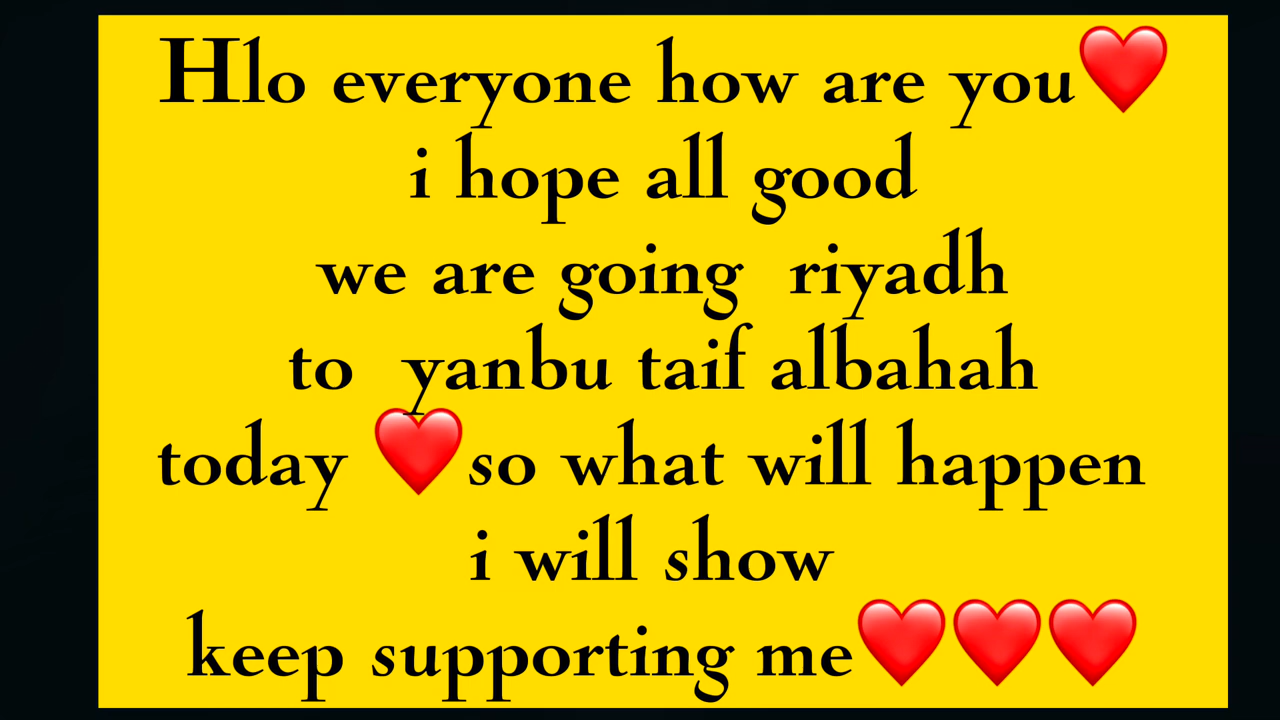 Hlo everyone how are you❤️
i hope all good
we are going  riyadh
to  yanbu taif albahah
today ❤️so what will happen
i will show
keep supporting me❤️❤️❤️